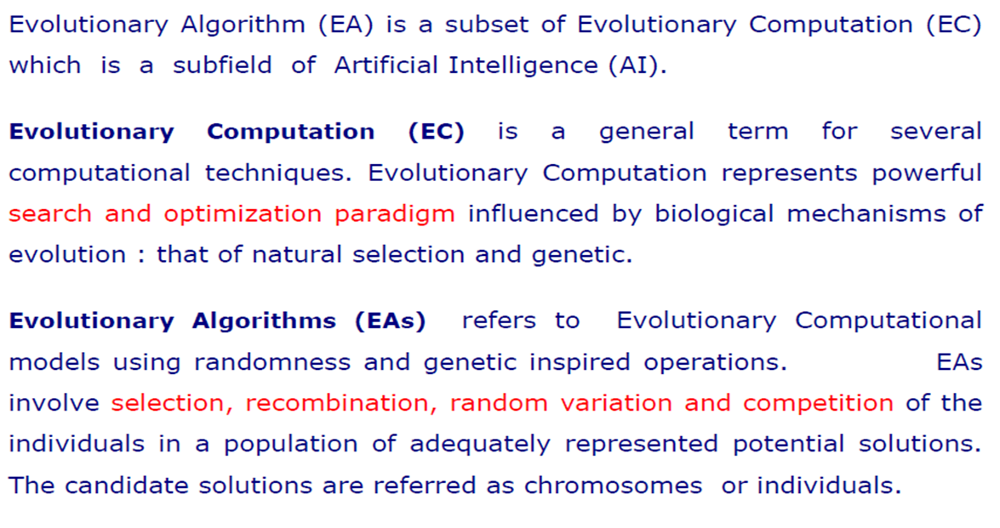 Evolutionary Algorithm (EA) is a subset of Evolutionary Computation (EC)
which is a subfield of Artificial Intelligence (AI).
Evolutionary Computation (EC) is a general term for several
computational techniques. Evolutionary Computation represents powerful
search and optimization paradigm influenced by biological mechanisms of
evolution : that of natural selection and genetic.
Evolutionary Algorithms (EAs) refers to Evolutionary Computational
models using randomness and genetic inspired operations. EAs
involve selection, recombination, random variation and competition of the
individuals in a population of adequately represented potential solutions.
The candidate solutions are referred as chromosomes or individuals.